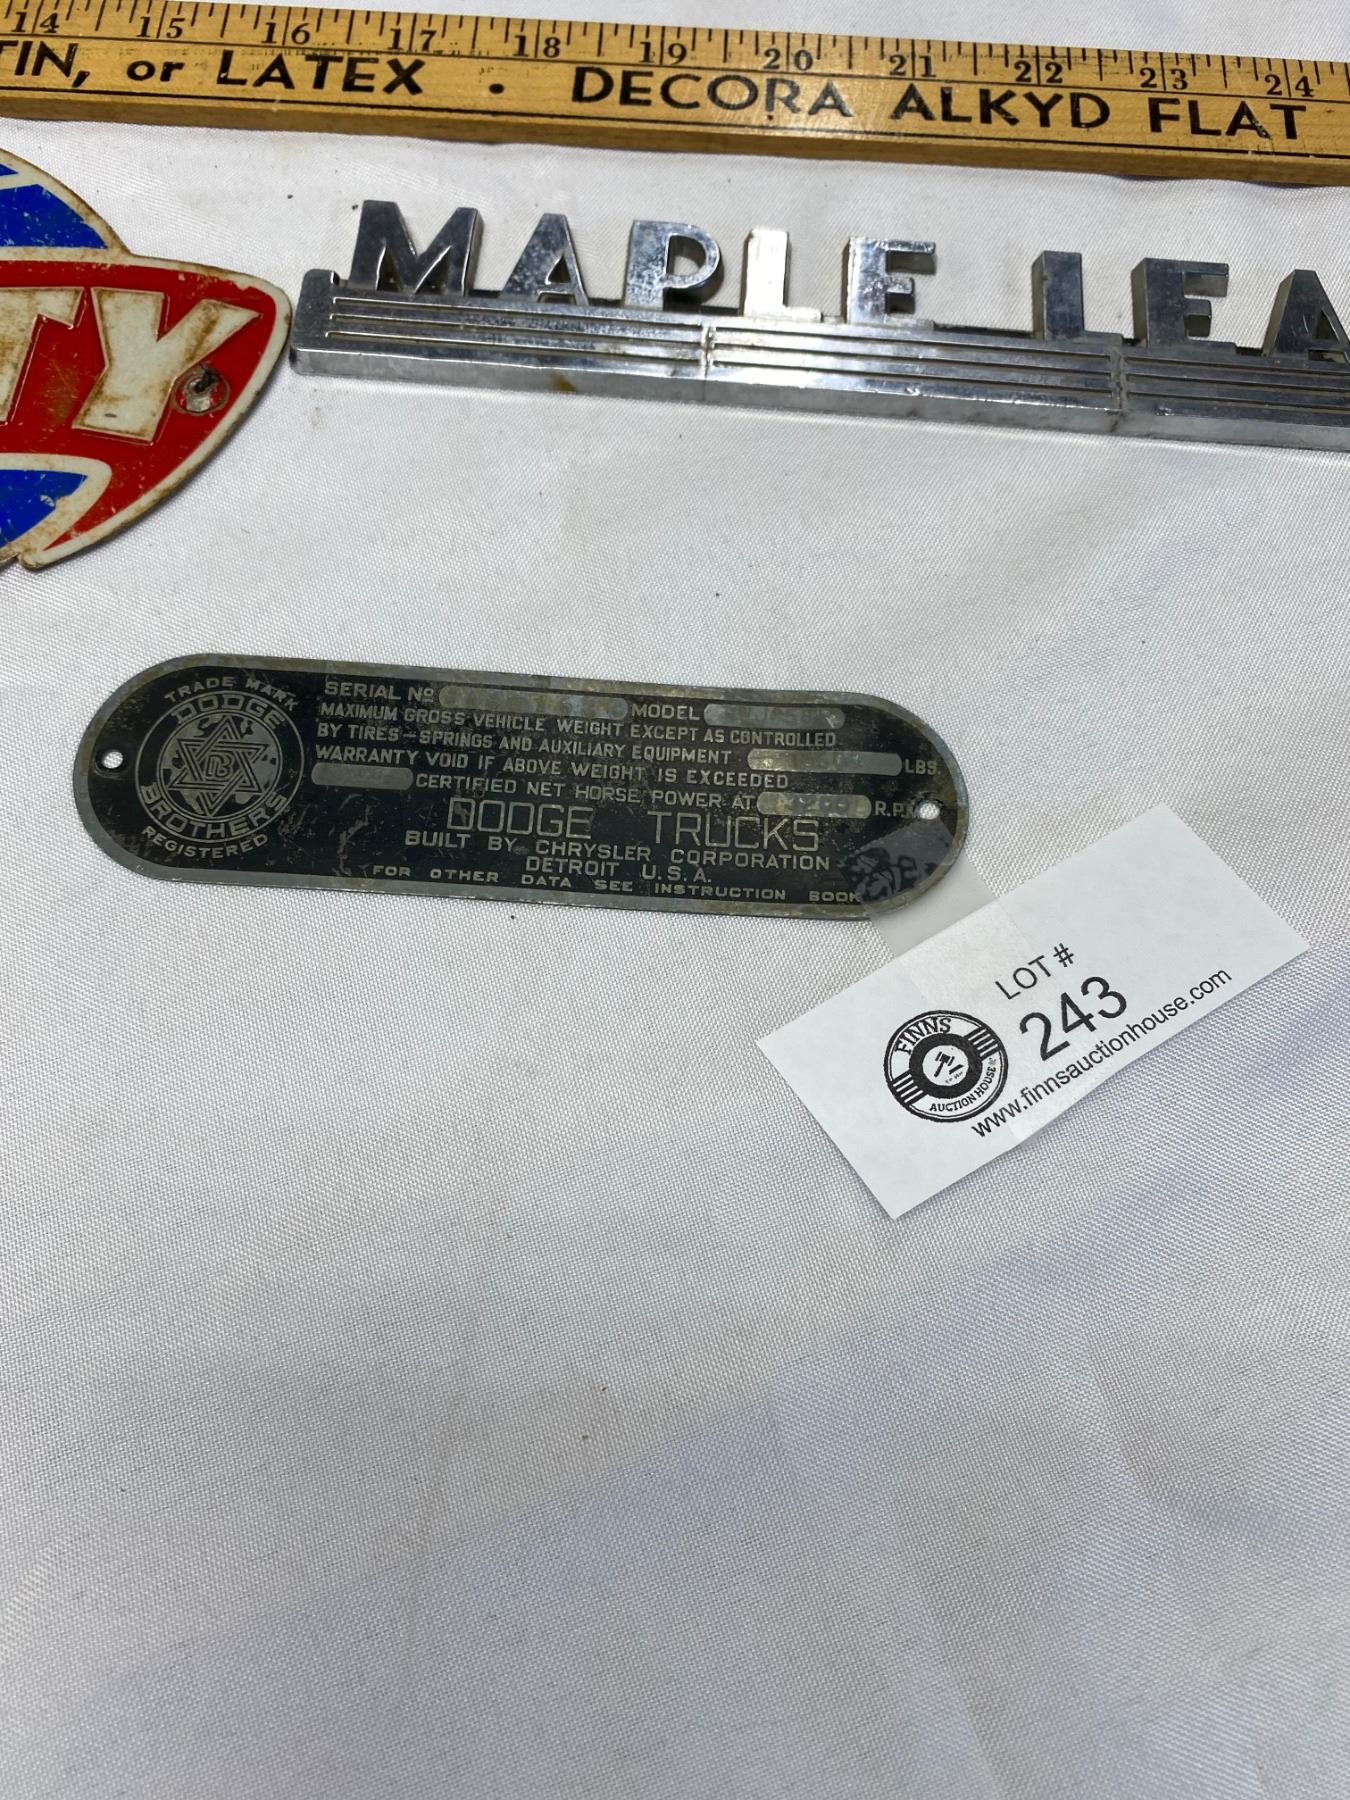 14 15 16 17 18 19 20 21 22 23 24
TIN, or LATEX • DECORA ALKYD FLAT
MAPLE LEA
TY
TRADE MARK
DODGE
DB
BROTHERS
REGISTERED
SERIAL No MODEL
MAXIMUM GROSS VEHICLE WEIGHT EXCEPT AS CONTROLLED
BY TIRES-SPRINGS AND AUXILIARY EQUIPMENT LBS.
WARRANTY VOID IF ABOVE WEIGHT IS EXCEEDED
CERTIFIED NET HORSE POWER AT R.P.M
DODGE TRUCKS
BUILT BY CHRYSLER CORPORATION
DETROIT U.S.A.
FOR OTHER DATA SEE INSTRUCTION BOOK
LOT #
243
www.finnsauctionhouse.com
FINNS
AUCTION HOUSE